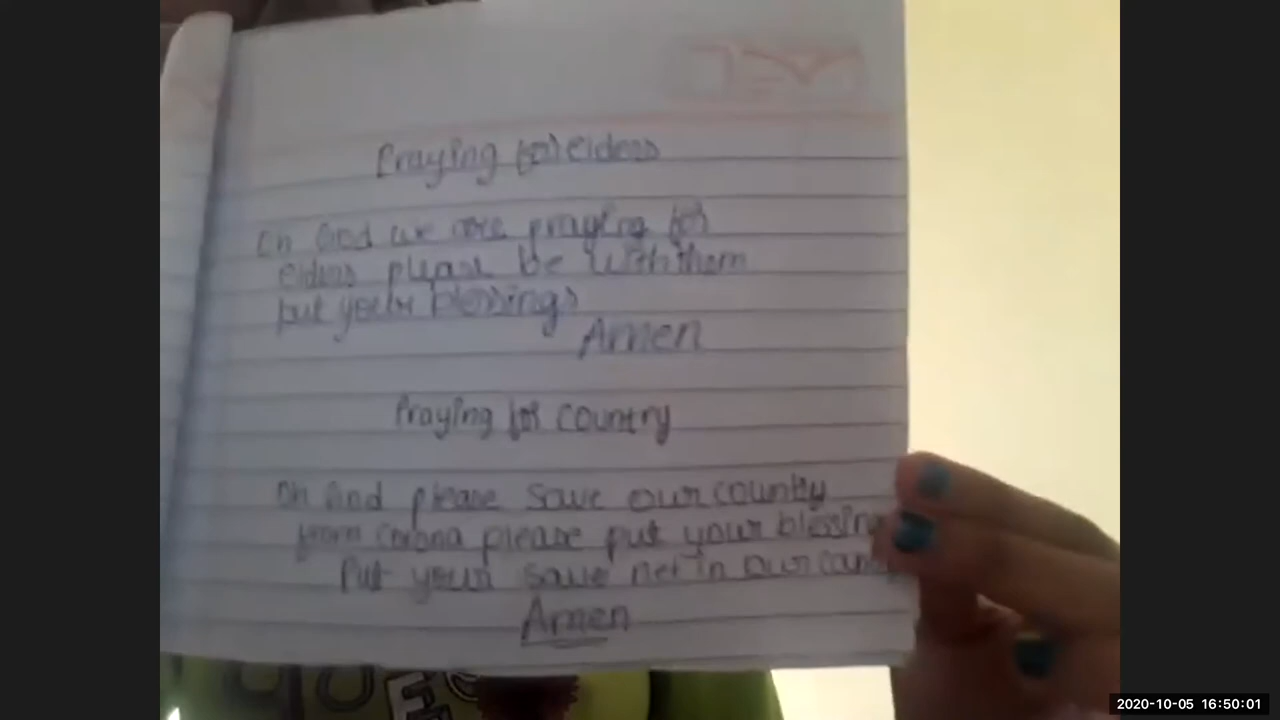 Praying for elders
Oh God we are praying for
elders please be with them
put your blessings
Amen
Praying for country
Oh God please save our country
from corona please put your blessing
Put your save net in our
Amen
2020-10-05 16:50:01